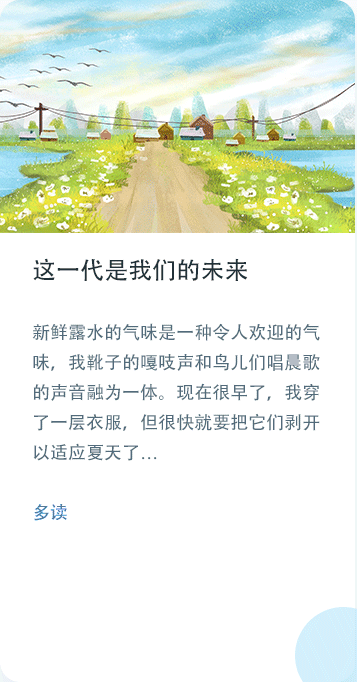 这一代是我们的未来
新鲜露水的气味是一种令人欢迎的气
味，我靴子的嘎吱声和鸟儿们唱晨歌
的声音融为一体。现在很早了，我穿
了一层衣服，但很快就要把它们剥开
以适应夏天了...
多读